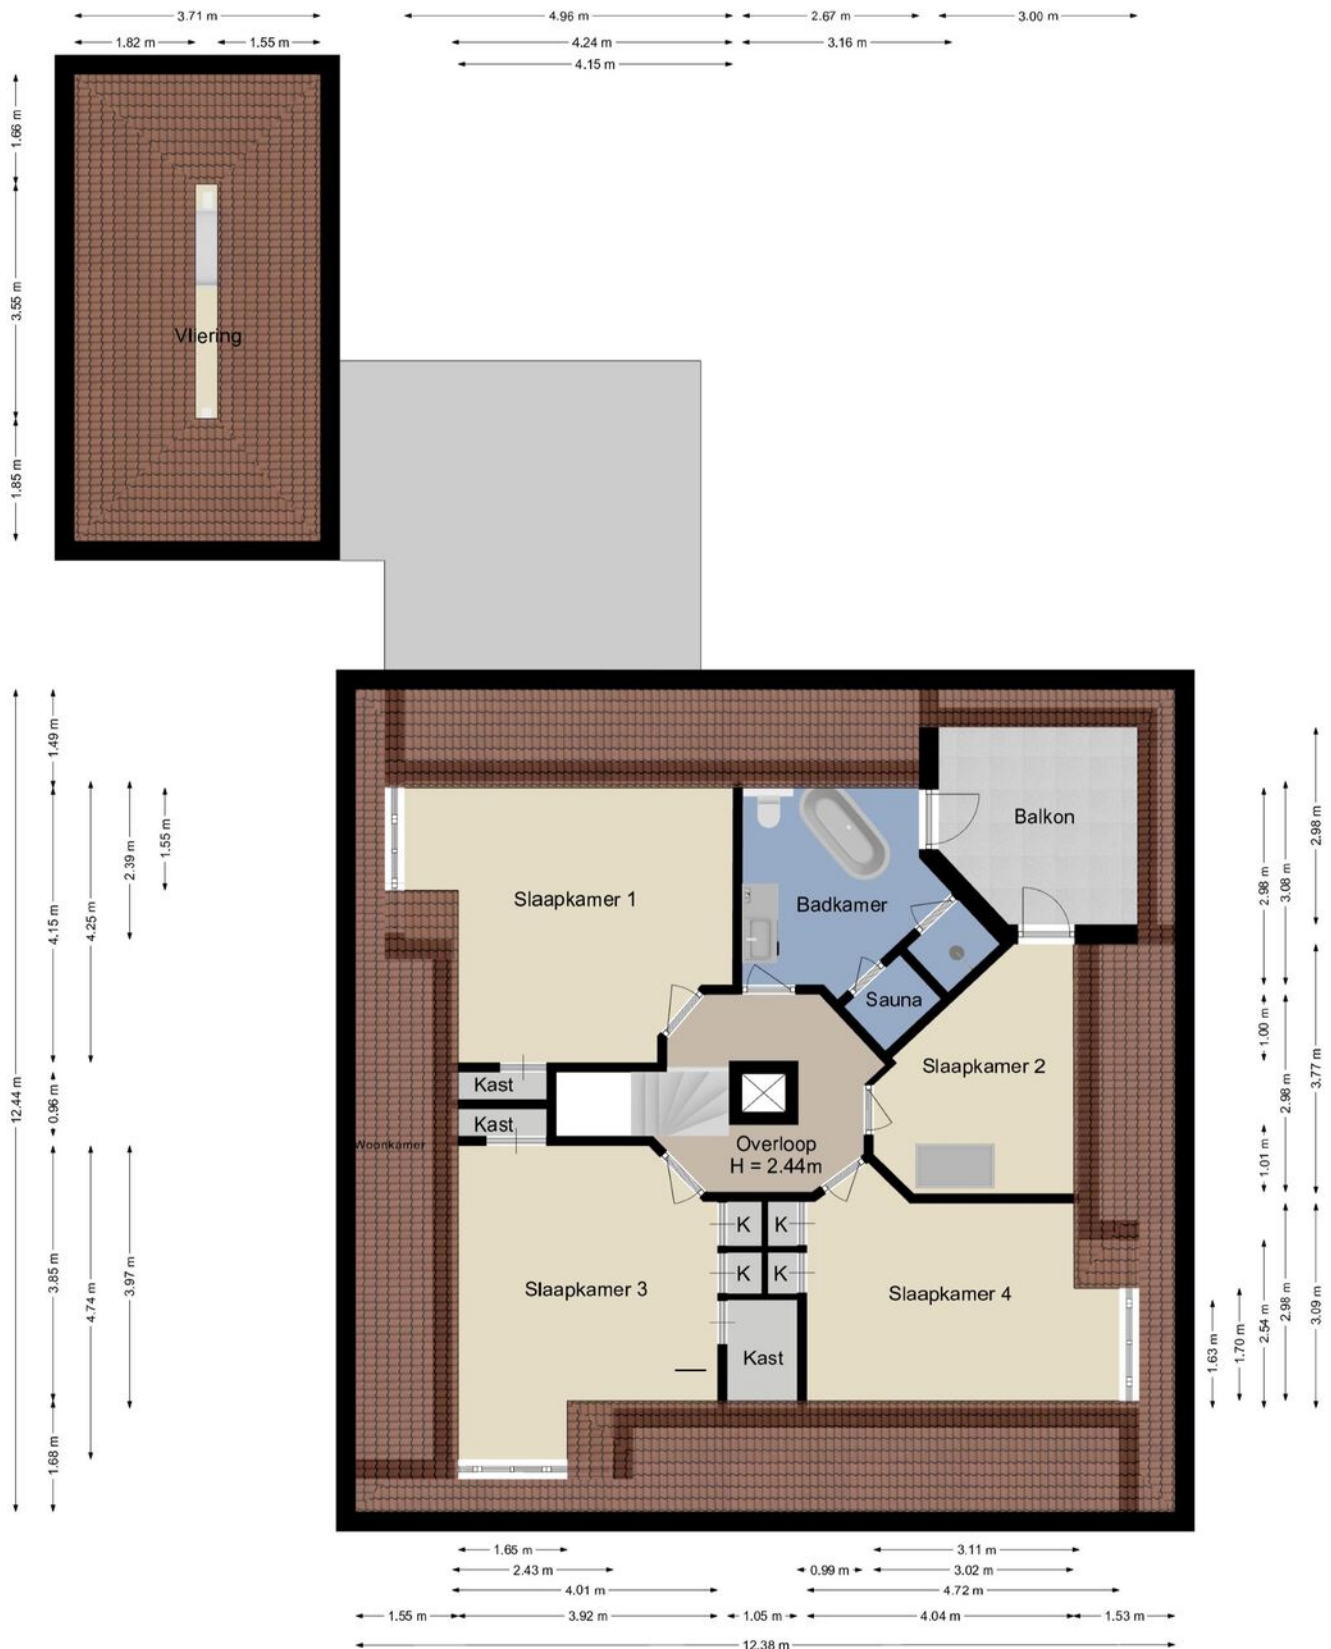 3.71 m
4.96 m
2.67 m
3.00 m
1.82 m
1.55 m
4.24 m
3.16 m
4.15 m
1.66 m
3.55 m
1.85 m
Vliering
12.44 m
1.49 m
4.15 m
0.96 m
3.85 m
1.68 m
4.25 m
4.74 m
2.39 m
3.97 m
1.55 m
Balkon
Slaapkamer 1
Badkamer
Sauna
Slaapkamer 2
Kast
Kast
Woonkamer
Overloop
H = 2.44m
K K
K K
Slaapkamer 3
Slaapkamer 4
Kast
2.98 m
3.08 m
2.98 m
1.00 m
2.98 m
3.77 m
1.01 m
1.63 m
1.70 m
2.54 m
2.98 m
3.09 m
1.65 m
3.11 m
2.43 m
0.99 m
3.02 m
4.01 m
4.72 m
1.55 m
3.92 m
1.05 m
4.04 m
1.53 m
12.38 m